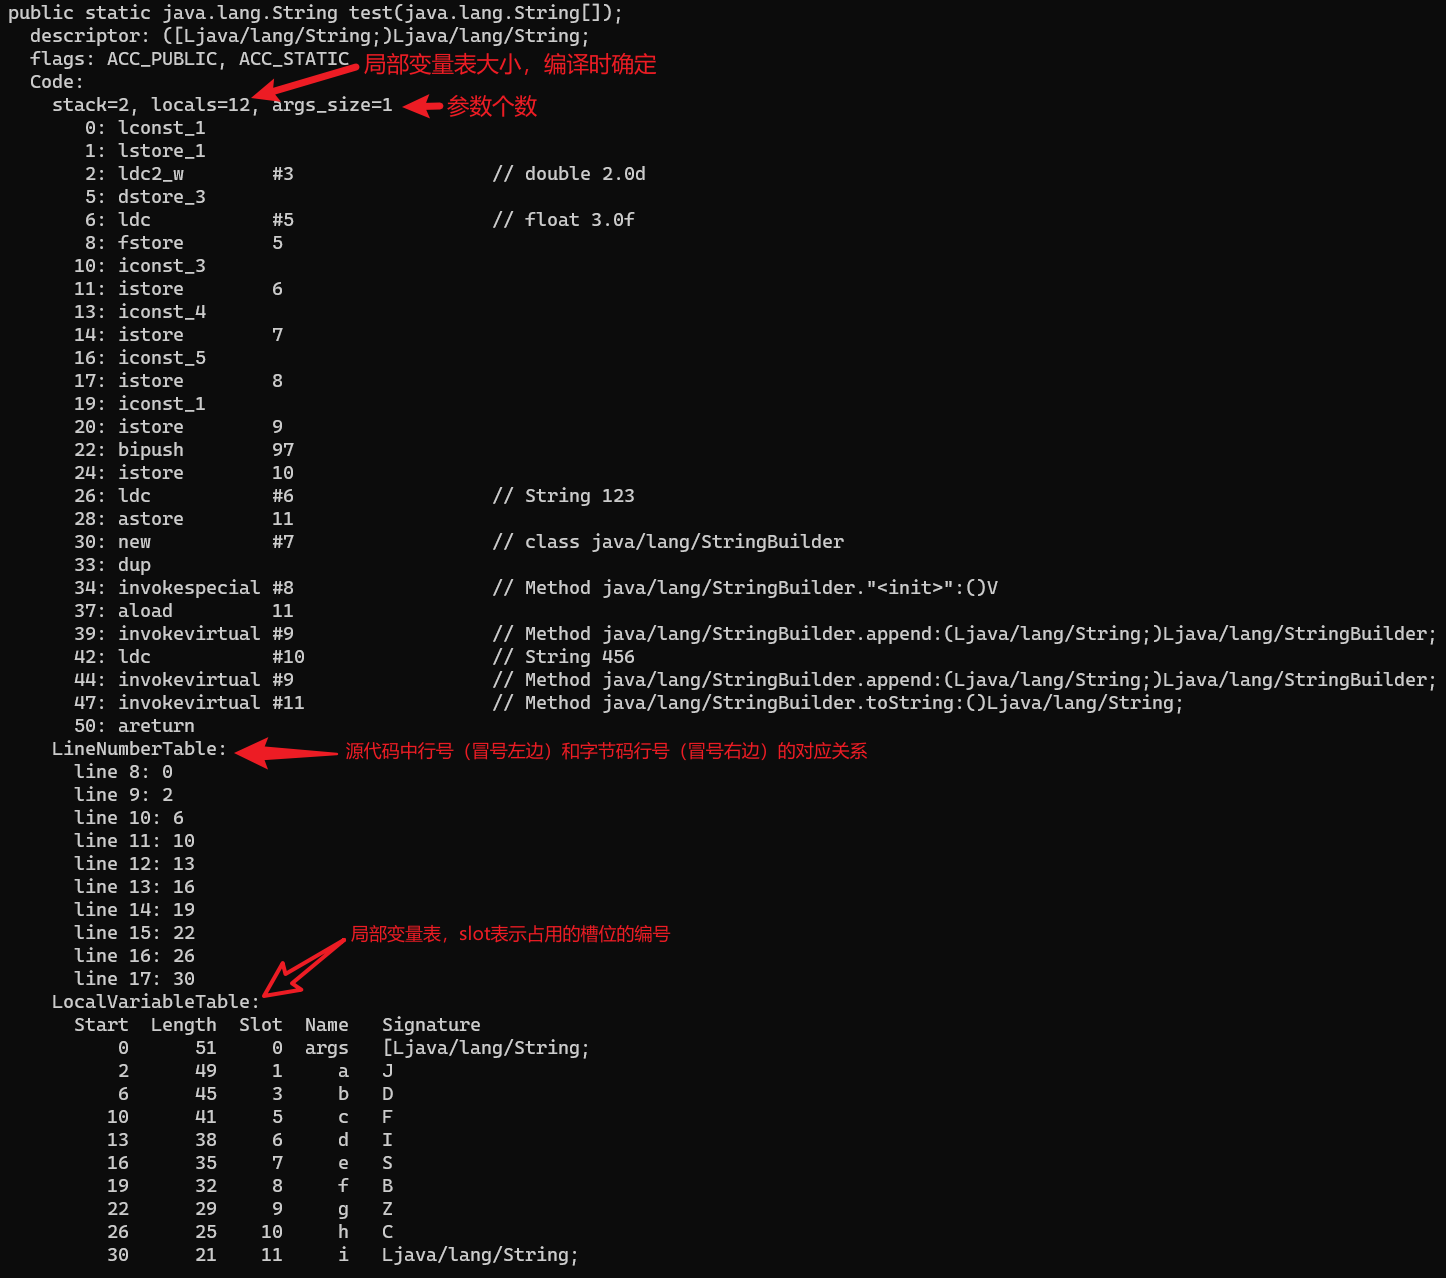 public static java.lang.String test(java.lang.String[]);
descriptor: ([Ljava/lang/String;)Ljava/lang/String;
flags: ACC_PUBLIC, ACC_STATIC
局部变量表大小，编译时确定
Code:
stack=2, locals=12, args_size=1 参数个数
0: lconst_1
1: lstore_1
2: ldc2_w #3 // double 2.0d
5: dstore_3
6: ldc #5 // float 3.0f
8: fstore 5
10: iconst_3
11: istore 6
13: iconst_4
14: istore 7
16: iconst_5
17: istore 8
19: iconst_1
20: istore 9
22: bipush 97
24: istore 10
26: ldc #6 // String 123
28: astore 11
30: new #7 // class java/lang/StringBuilder
33: dup
34: invokespecial #8 // Method java/lang/StringBuilder."<init>":()V
37: aload 11
39: invokevirtual #9 // Method java/lang/StringBuilder.append:(Ljava/lang/String;)Ljava/lang/StringBuilder;
42: ldc #10 // String 456
44: invokevirtual #9 // Method java/lang/StringBuilder.append:(Ljava/lang/String;)Ljava/lang/StringBuilder;
47: invokevirtual #11 // Method java/lang/StringBuilder.toString:()Ljava/lang/String;
50: areturn
LineNumberTable: 源代码中行号（冒号左边）和字节码行号（冒号右边）的对应关系
line 8: 0
line 9: 2
line 10: 6
line 11: 10
line 12: 13
line 13: 16
line 14: 19
line 15: 22
line 16: 26
line 17: 30
局部变量表，slot表示占用的槽位的编号
LocalVariableTable:
Start Length Slot Name Signature
0 51 0 args [Ljava/lang/String;
2 49 1 a J
6 45 3 b D
10 41 5 c F
13 38 6 d I
16 35 7 e S
19 32 8 f B
22 29 9 g Z
26 25 10 h C
30 21 11 i Ljava/lang/String;